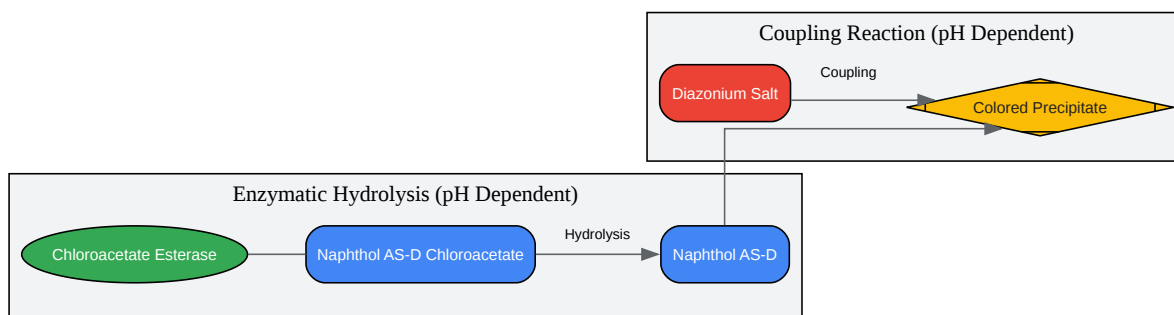 Coupling Reaction (pH Dependent)
Diazonium Salt
Coupling
Colored Precipitate
Enzymatic Hydrolysis (pH Dependent)
Chloroacetate Esterase
Naphthol AS-D Chloroacetate
Hydrolysis
Naphthol AS-D